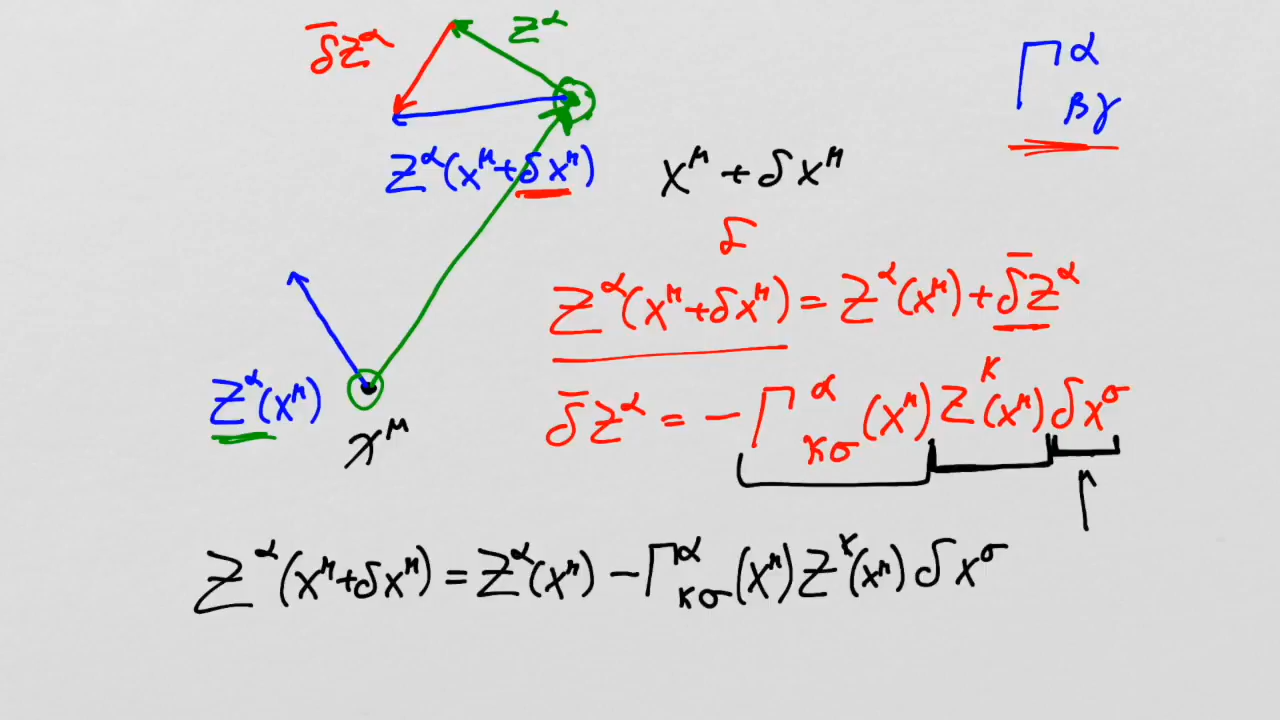 δ̄Z^α
Z^α
Γ^α_βγ
Z^α(x^μ+δx^μ)
x^μ + δx^μ
δ
Z^α(x^μ+δx^μ) = Z^α(x^μ) + δ̄Z^α
Z^α(x^μ)
x^μ
δ̄Z^α = −Γ^α_κσ(x^μ)Z^κ(x^μ)δx^σ
Z^α(x^μ+δx^μ) = Z^α(x^μ) − Γ^α_κσ(x^μ)Z^κ(x^μ)δx^σ